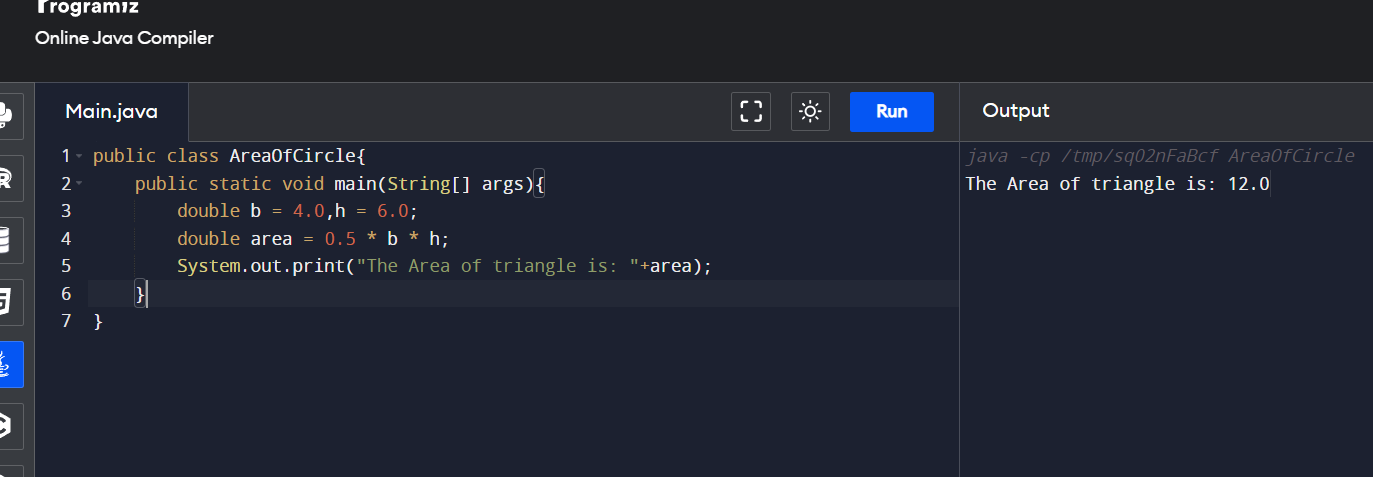 Programiz
Online Java Compiler
Main.java
Run
Output
1 public class AreaOfCircle{
2     public static void main(String[] args){
3         double b = 4.0,h = 6.0;
4         double area = 0.5 * b * h;
5         System.out.print("The Area of triangle is: "+area);
6     }
7 }
java -cp /tmp/sqO2nFaBcf AreaOfCircle
The Area of triangle is: 12.0